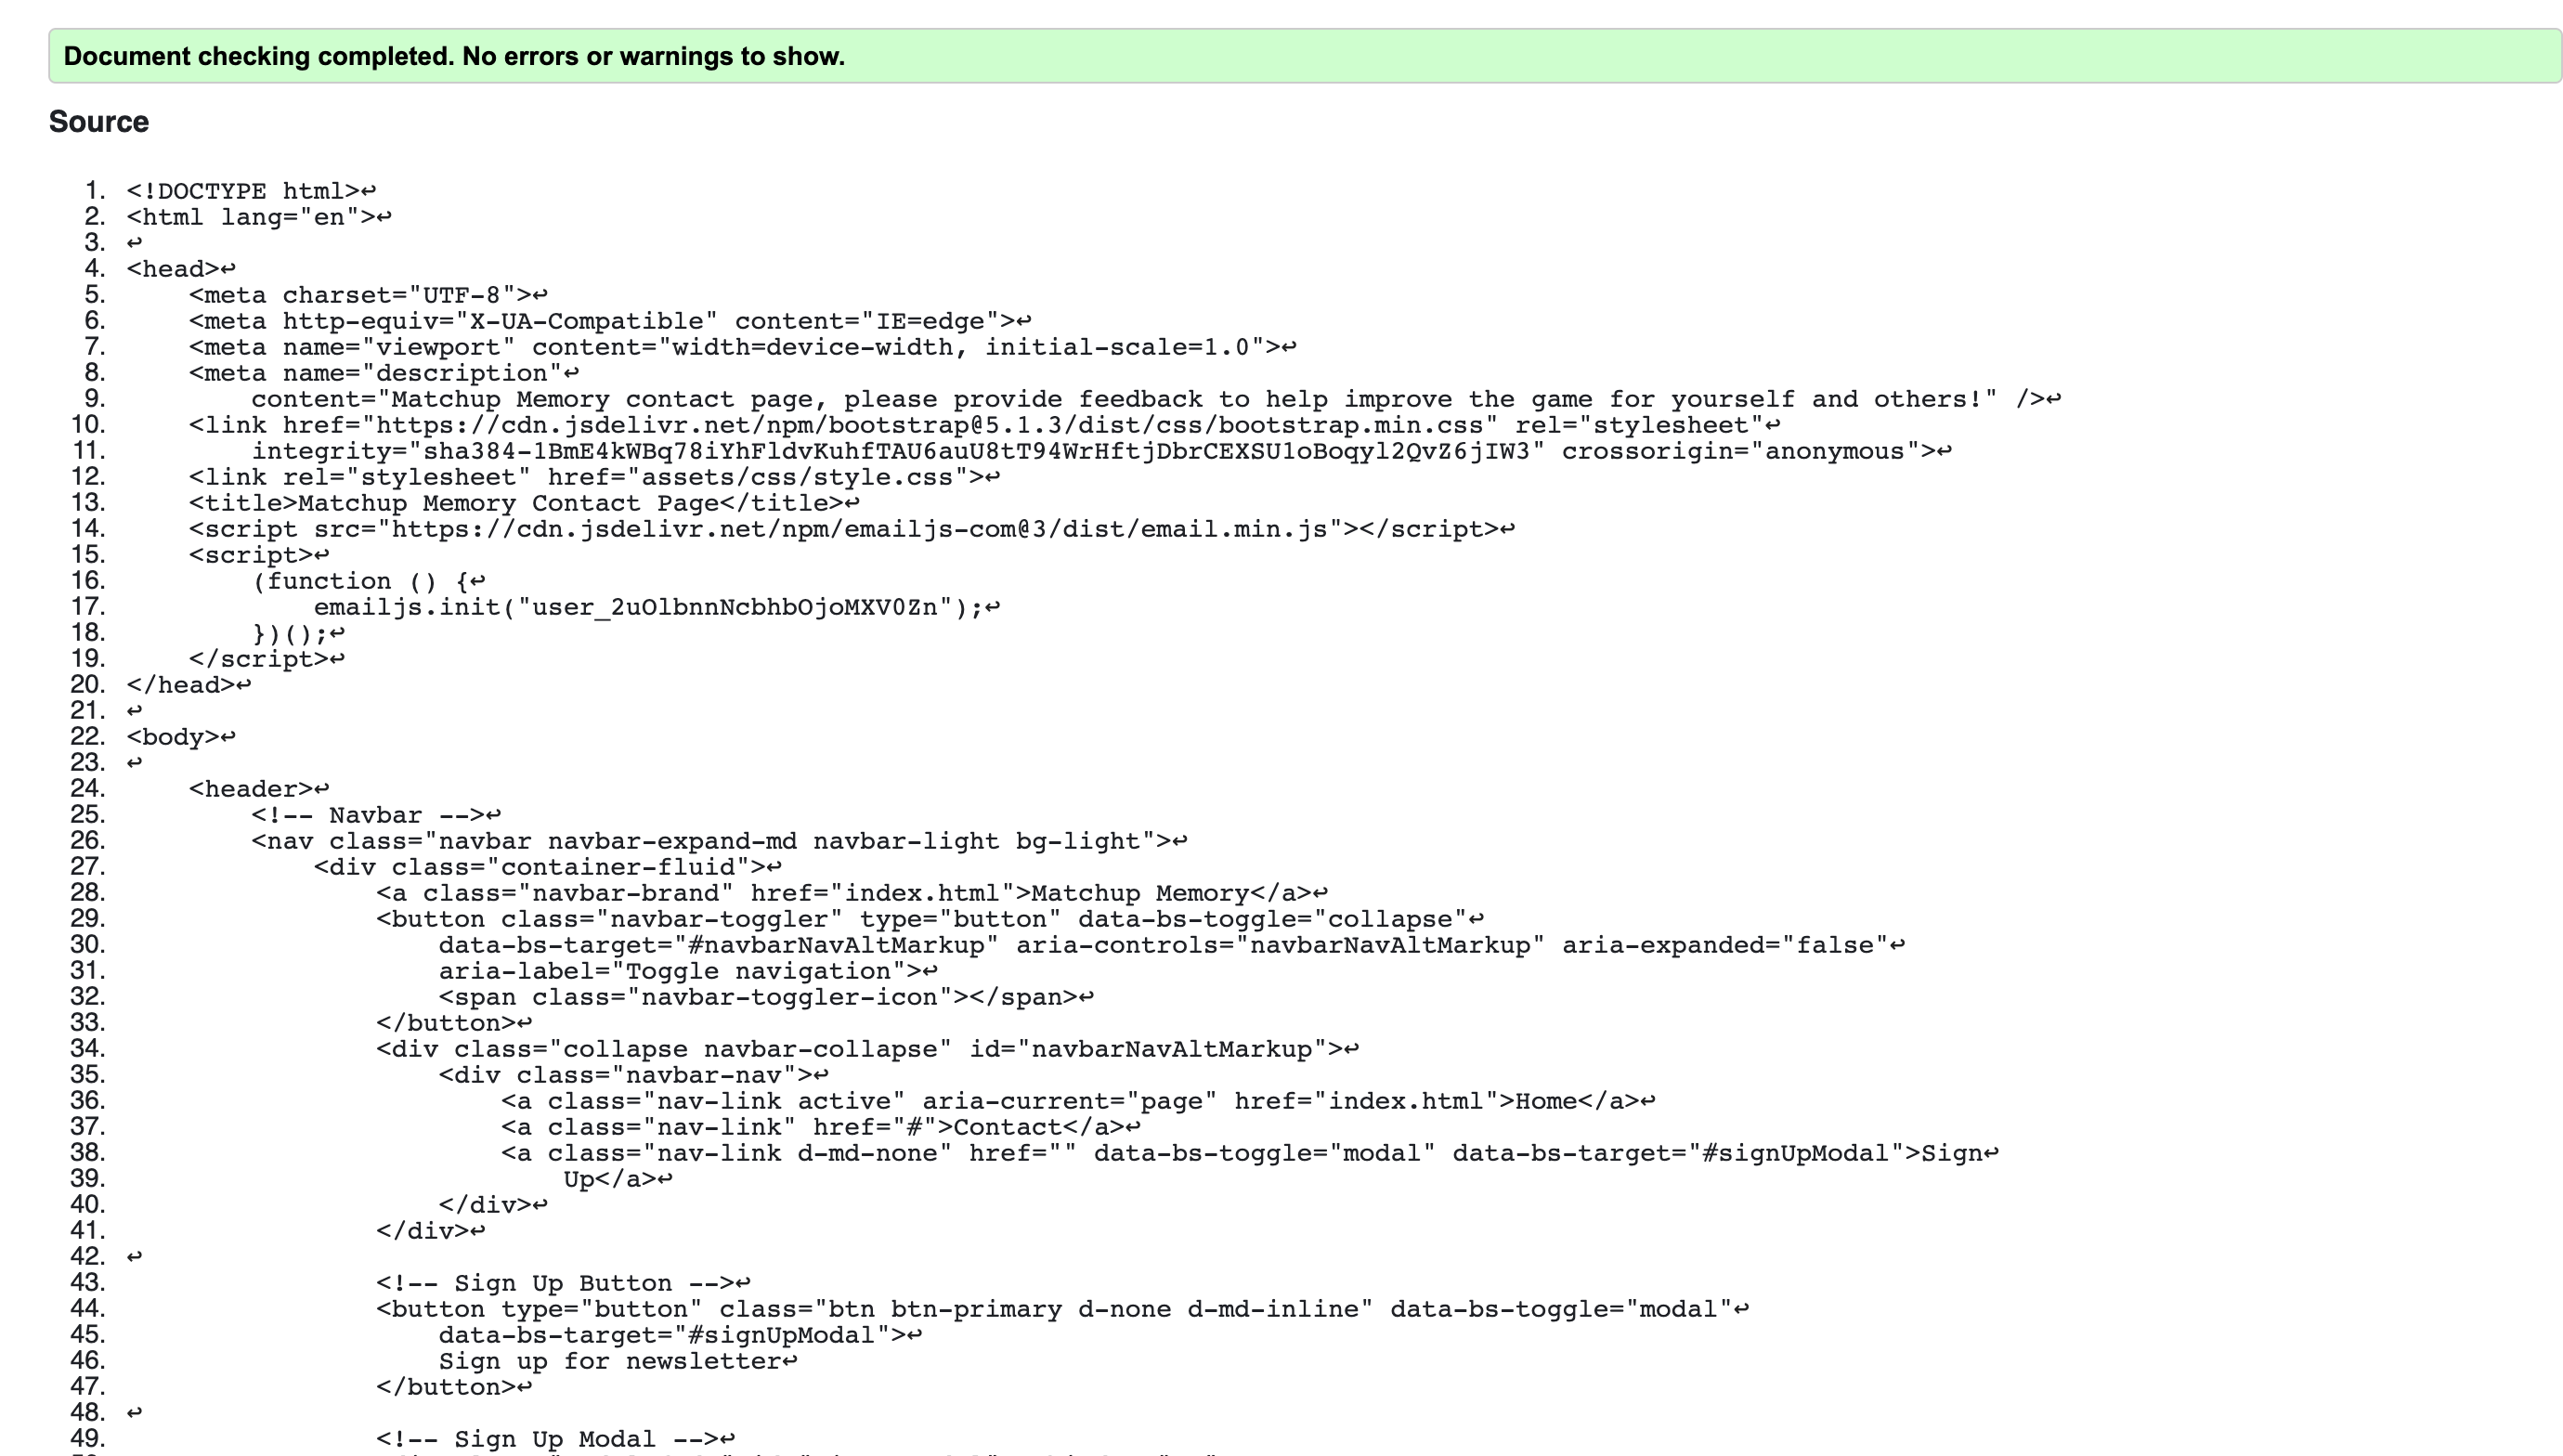 Document checking completed. No errors or warnings to show.
Source
1. <!DOCTYPE html>↩
2. <html lang="en">↩
3. ↩
4. <head>↩
5.     <meta charset="UTF-8">↩
6.     <meta http-equiv="X-UA-Compatible" content="IE=edge">↩
7.     <meta name="viewport" content="width=device-width, initial-scale=1.0">↩
8.     <meta name="description"↩
9.         content="Matchup Memory contact page, please provide feedback to help improve the game for yourself and others!" />↩
10.     <link href="https://cdn.jsdelivr.net/npm/bootstrap@5.1.3/dist/css/bootstrap.min.css" rel="stylesheet"↩
11.         integrity="sha384-1BmE4kWBq78iYhFldvKuhfTAU6auU8tT94WrHftjDbrCEXSU1oBoqyl2QvZ6jIW3" crossorigin="anonymous">↩
12.     <link rel="stylesheet" href="assets/css/style.css">↩
13.     <title>Matchup Memory Contact Page</title>↩
14.     <script src="https://cdn.jsdelivr.net/npm/emailjs-com@3/dist/email.min.js"></script>↩
15.     <script>↩
16.         (function () {↩
17.             emailjs.init("user_2uOlbnnNcbhbOjoMXV0Zn");↩
18.         })();↩
19.     </script>↩
20. </head>↩
21. ↩
22. <body>↩
23. ↩
24.     <header>↩
25.         <!-- Navbar -->↩
26.         <nav class="navbar navbar-expand-md navbar-light bg-light">↩
27.             <div class="container-fluid">↩
28.                 <a class="navbar-brand" href="index.html">Matchup Memory</a>↩
29.                 <button class="navbar-toggler" type="button" data-bs-toggle="collapse"↩
30.                     data-bs-target="#navbarNavAltMarkup" aria-controls="navbarNavAltMarkup" aria-expanded="false"↩
31.                     aria-label="Toggle navigation">↩
32.                     <span class="navbar-toggler-icon"></span>↩
33.                 </button>↩
34.                 <div class="collapse navbar-collapse" id="navbarNavAltMarkup">↩
35.                     <div class="navbar-nav">↩
36.                         <a class="nav-link active" aria-current="page" href="index.html">Home</a>↩
37.                         <a class="nav-link" href="#">Contact</a>↩
38.                         <a class="nav-link d-md-none" href="" data-bs-toggle="modal" data-bs-target="#signUpModal">Sign↩
39.                             Up</a>↩
40.                     </div>↩
41.                 </div>↩
42. ↩
43.                 <!-- Sign Up Button -->↩
44.                 <button type="button" class="btn btn-primary d-none d-md-inline" data-bs-toggle="modal"↩
45.                     data-bs-target="#signUpModal">↩
46.                     Sign up for newsletter↩
47.                 </button>↩
48. ↩
49.                 <!-- Sign Up Modal -->↩